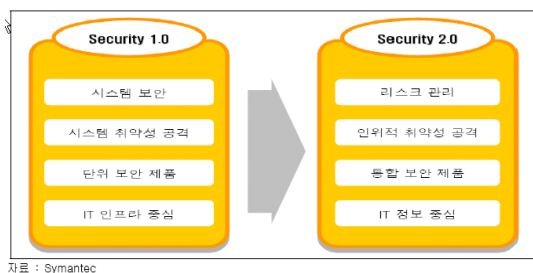 Security 1.0
시스템 보안
시스템 취약성 공격
단위 보안 제품
IT 인프라 중심
Security 2.0
리스크 관리
인위적 취약성 공격
통합 보안 제품
IT 정보 중심
자료 : Symantec